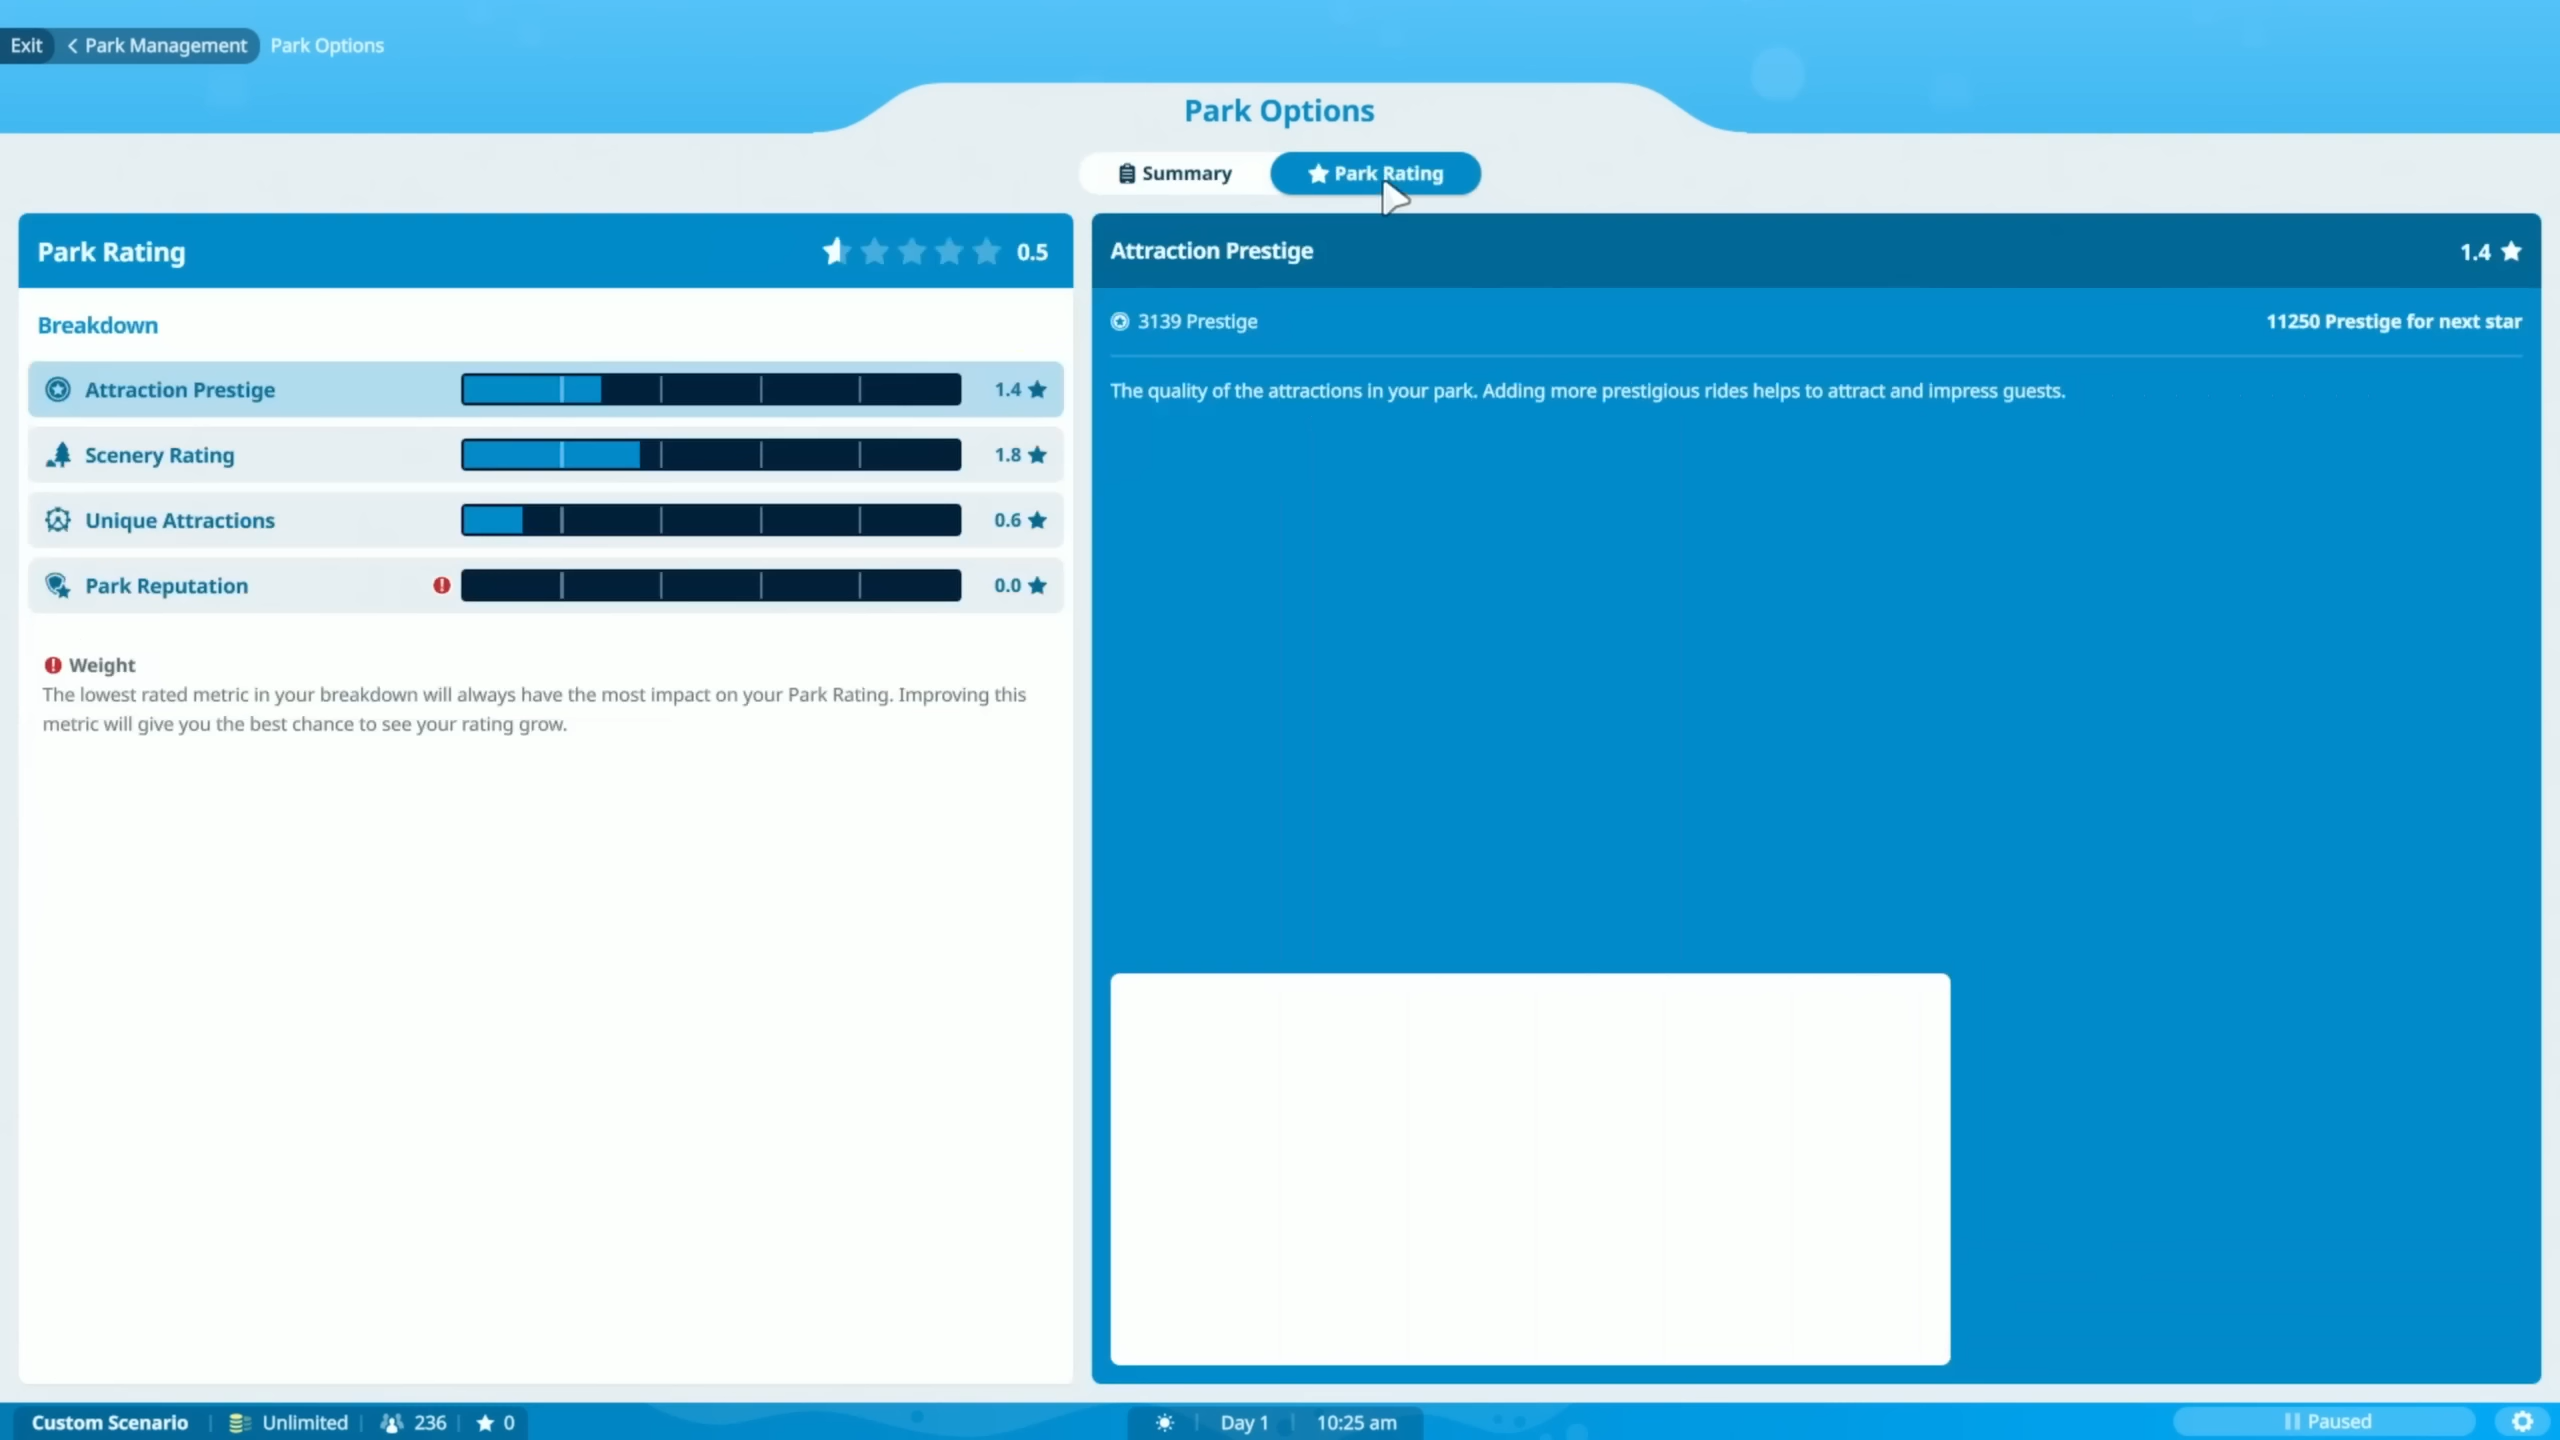 Exit
Park Management
Park Options
Park Options
Summary
Park Rating
Park Rating
0.5
Breakdown
Attraction Prestige
1.4
Scenery Rating
1.8
Unique Attractions
0.6
Park Reputation
0.0
Weight
The lowest rated metric in your breakdown will always have the most impact on your Park Rating. Improving this
metric will give you the best chance to see your rating grow.
Attraction Prestige
1.4
3139 Prestige
11250 Prestige for next star
The quality of the attractions in your park. Adding more prestigious rides helps to attract and impress guests.
Custom Scenario
Unlimited
236
0
Day 1
10:25 am
Paused